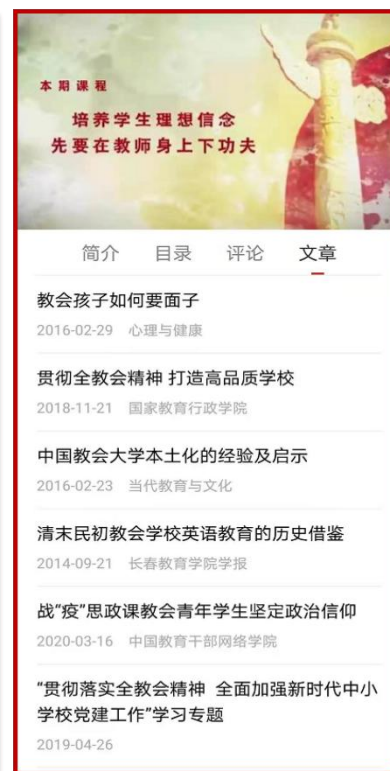 本期课程
培养学生理想信念
先要在教师身上下功夫
简介 目录 评论 文章
教会孩子如何要面子
2016-02-29 心理与健康
贯彻全教会精神 打造高品质学校
2018-11-21 国家教育行政学院
中国教会大学本土化的经验及启示
2016-02-23 当代教育与文化
清末民初教会学校英语教育的历史借鉴
2014-09-21 长春教育学院学报
战“疫”思政课教会青年学生坚定政治信仰
2020-03-16 中国教育干部网络学院
“贯彻落实全教会精神 全面加强新时代中小
学校党建工作”学习专题
2019-04-26